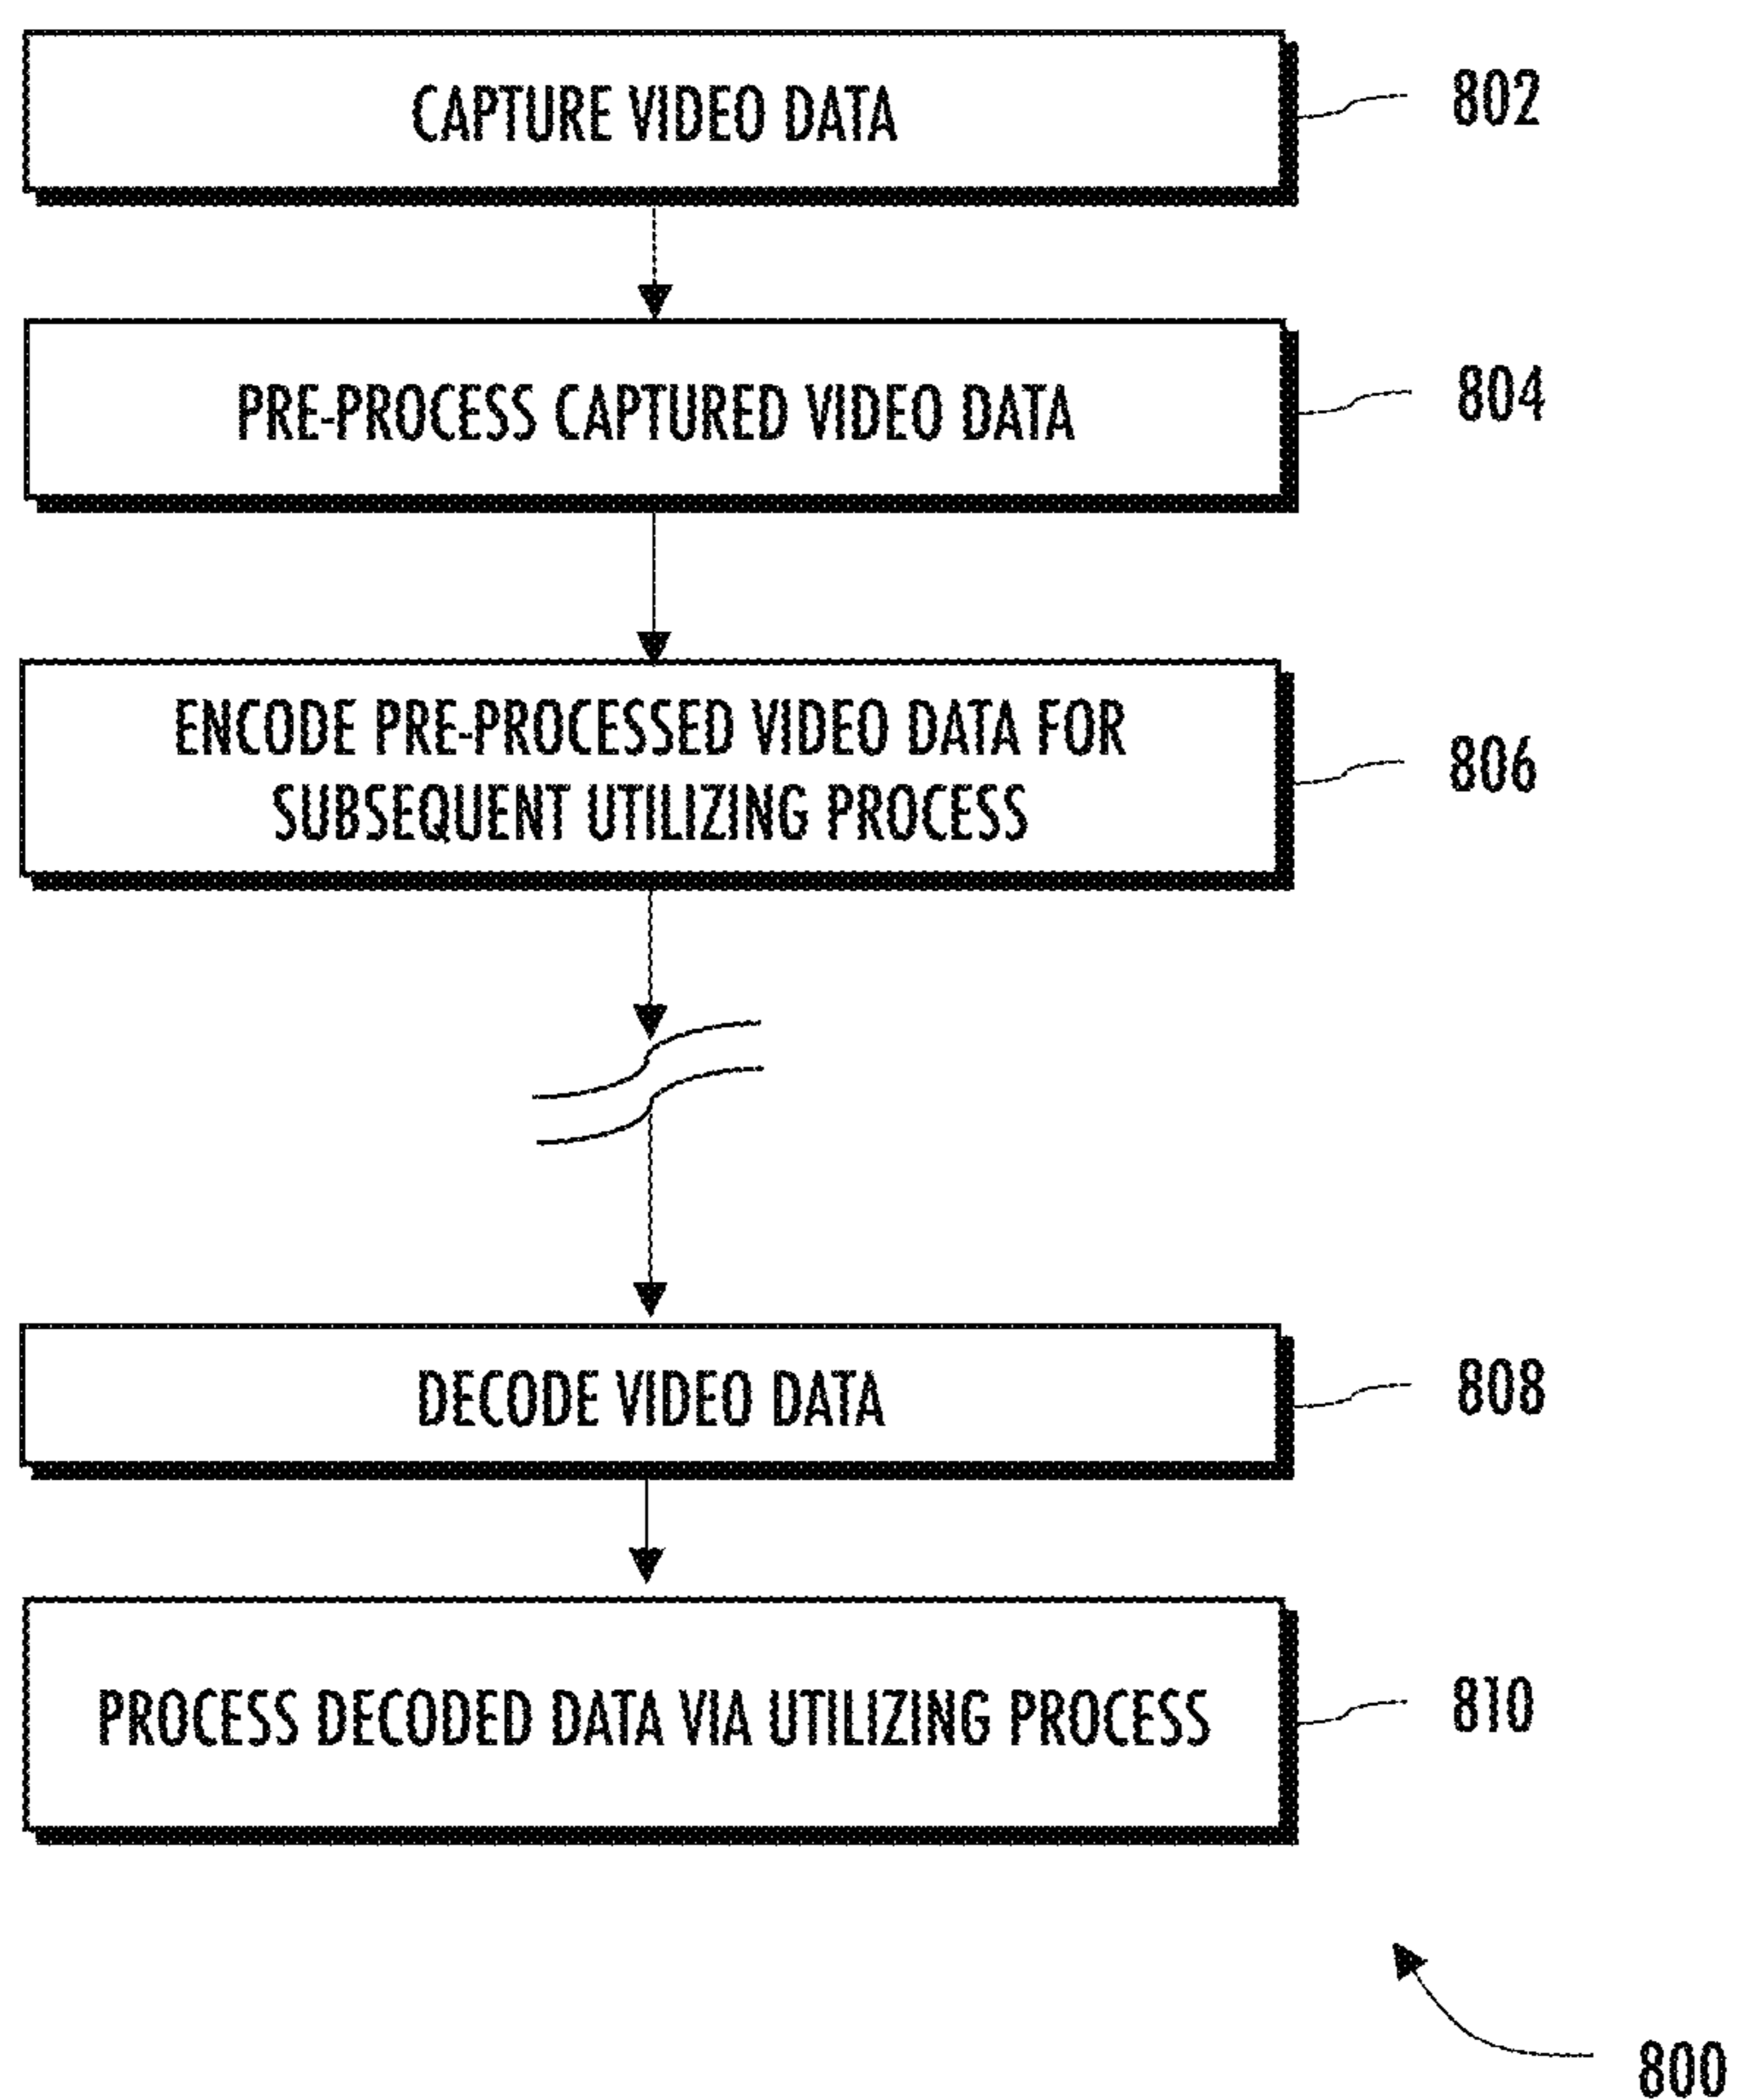 CAPTURE VIDEO DATA
802
PRE-PROCESS CAPTURED VIDEO DATA
804
ENCODE PRE-PROCESSED VIDEO DATA FOR
SUBSEQUENT UTILIZING PROCESS
806
DECODE VIDEO DATA
808
PROCESS DECODED DATA VIA UTILIZING PROCESS
810
800